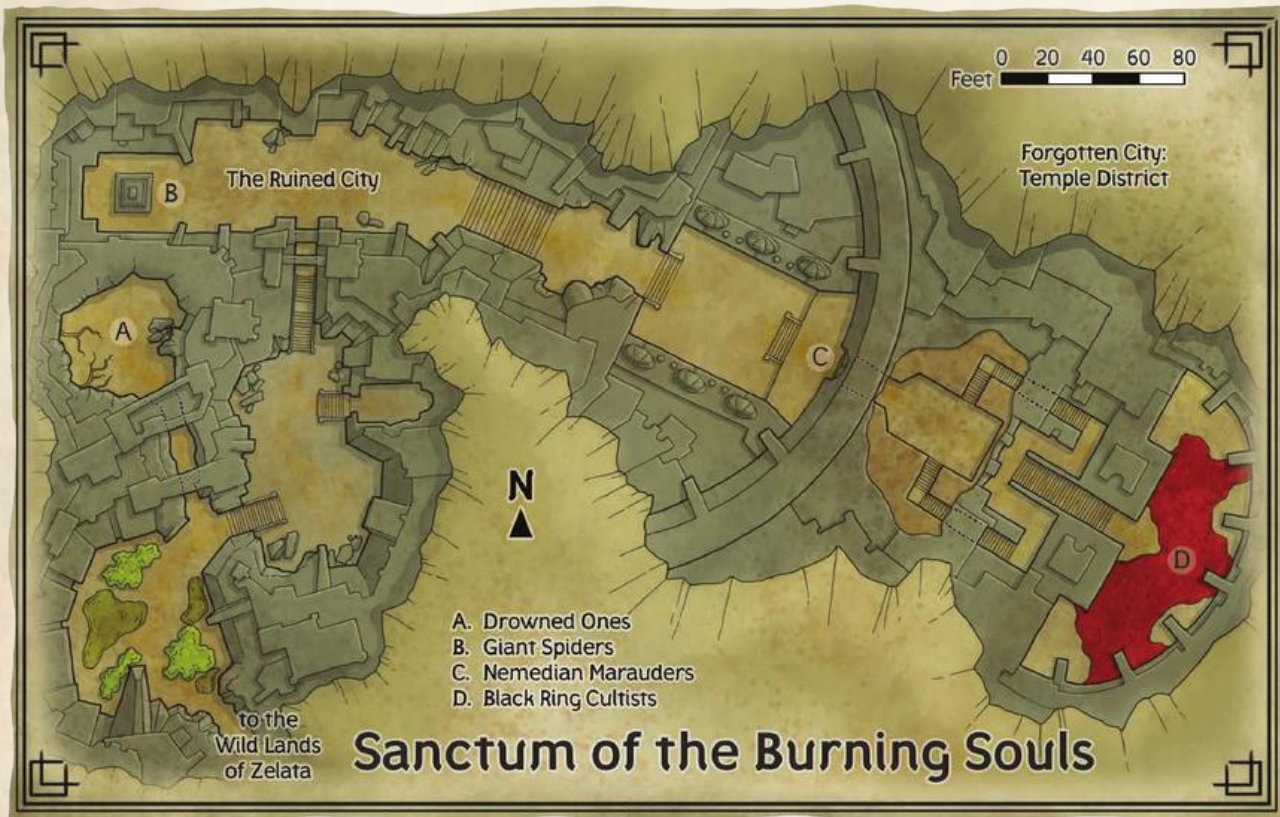 0 20 40 60 80
Feet
Forgotten City:
Temple District
The Ruined City
B
A
C
N
D
A. Drowned Ones
B. Giant Spiders
C. Nemedian Marauders
D. Black Ring Cultists
to the
Wild Lands
of Zelata
Sanctum of the Burning Souls